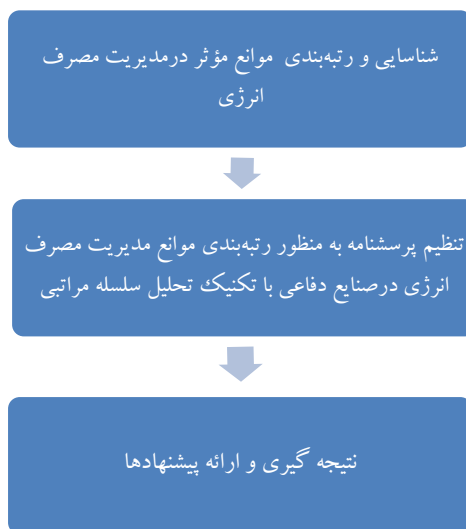 شناسایی و رتبه‌بندی موانع مؤثر درمدیریت مصرف
انرژی
تنظیم پرسشنامه به منظور رتبه‌بندی موانع مدیریت مصرف
انرژی درصنایع دفاعی با تکنیک تحلیل سلسله مراتبی
نتیجه گیری و ارائه پیشنهادها